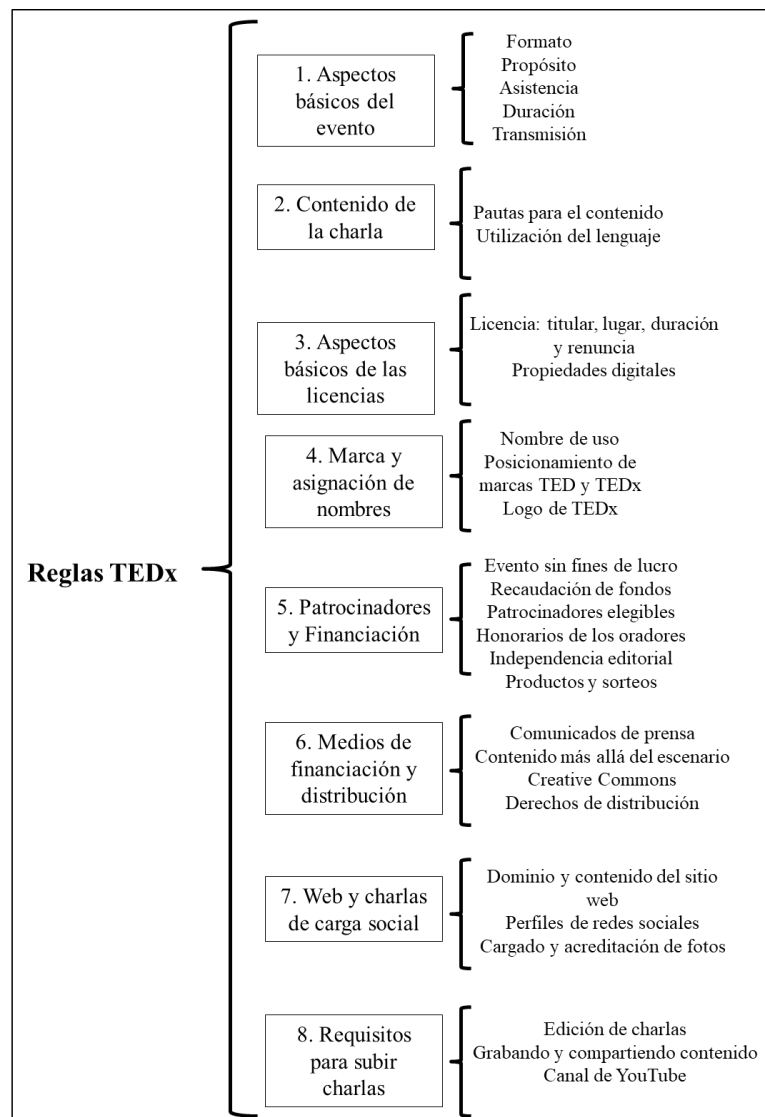 Reglas TEDx
1. Aspectos
básicos del
evento
Formato
Propósito
Asistencia
Duración
Transmisión
2. Contenido de
la charla
Pautas para el contenido
Utilización del lenguaje
3. Aspectos
básicos de las
licencias
Licencia: titular, lugar, duración
y renuncia
Propiedades digitales
4. Marca y
asignación de
nombres
Nombre de uso
Posicionamiento de
marcas TED y TEDx
Logo de TEDx
5. Patrocinadores
y Financiación
Evento sin fines de lucro
Recaudación de fondos
Patrocinadores elegibles
Honorarios de los oradores
Independencia editorial
Productos y sorteos
6. Medios de
financiación y
distribución
Comunicados de prensa
Contenido más allá del escenario
Creative Commons
Derechos de distribución
7. Web y charlas
de carga social
Dominio y contenido del sitio
web
Perfiles de redes sociales
Cargado y acreditación de fotos
8. Requisitos
para subir
charlas
Edición de charlas
Grabando y compartiendo contenido
Canal de YouTube